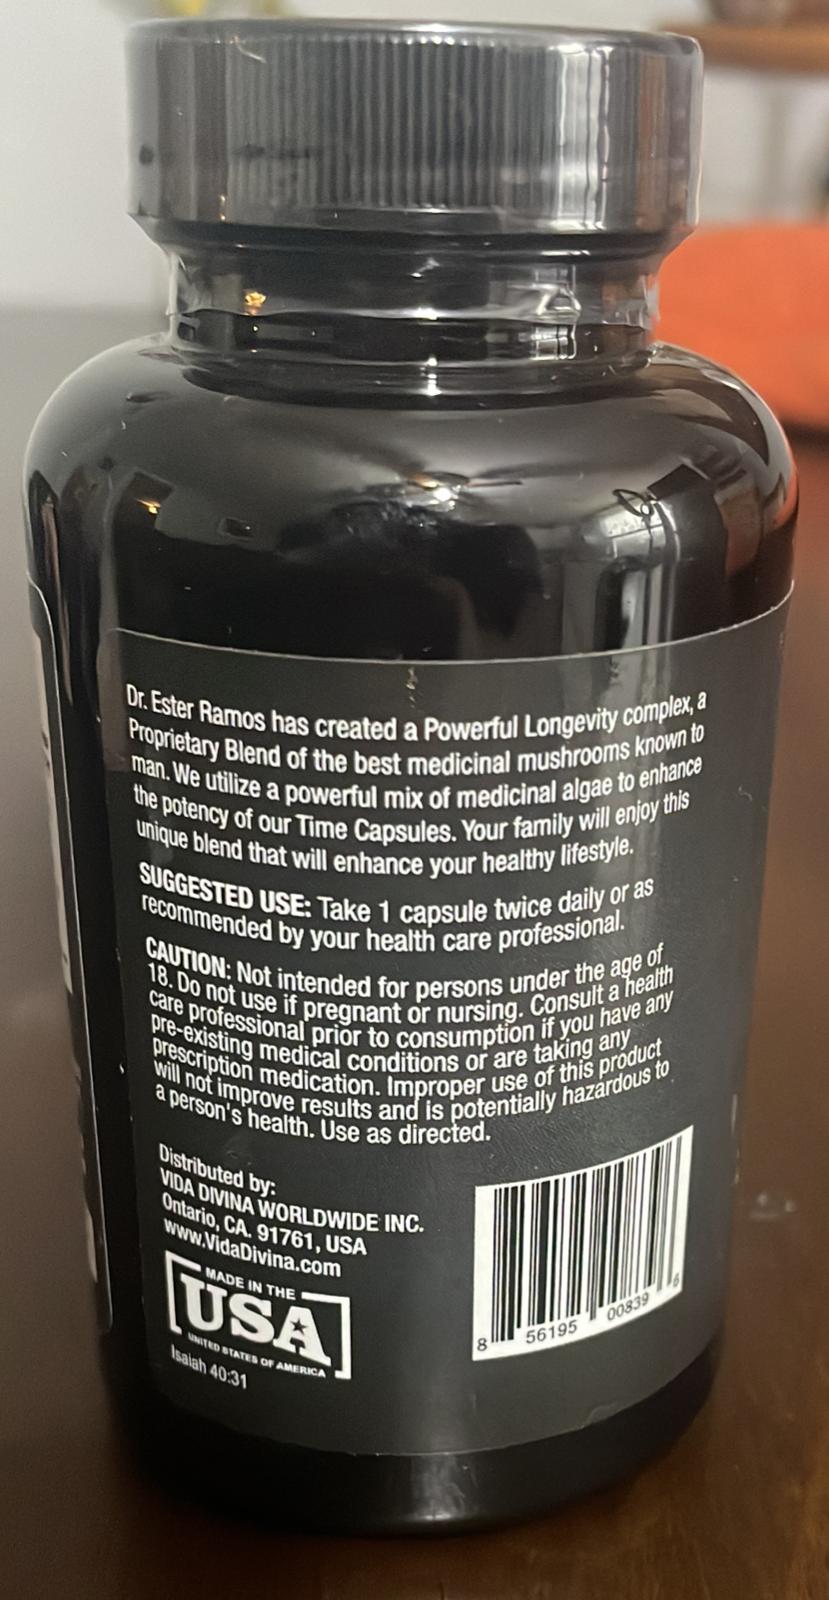 Dr. Ester Ramos has created a Powerful Longevity complex, a
Proprietary Blend of the best medicinal mushrooms known to
man. We utilize a powerful mix of medicinal algae to enhance
the potency of our Time Capsules. Your family will enjoy this
unique blend that will enhance your healthy lifestyle.
SUGGESTED USE: Take 1 capsule twice daily or as
recommended by your health care professional.
CAUTION: Not intended for persons under the age of
18. Do not use if pregnant or nursing. Consult a health
care professional prior to consumption if you have any
pre-existing medical conditions or are taking any
prescription medication. Improper use of this product
will not improve results and is potentially hazardous to
a person's health. Use as directed.
Distributed by:
VIDA DIVINA WORLDWIDE INC.
Ontario, CA. 91761, USA
www.VidaDivina.com
MADE IN THE
USA
UNITED STATES OF AMERICA
Isaiah 40:31
8 56195 00839 6